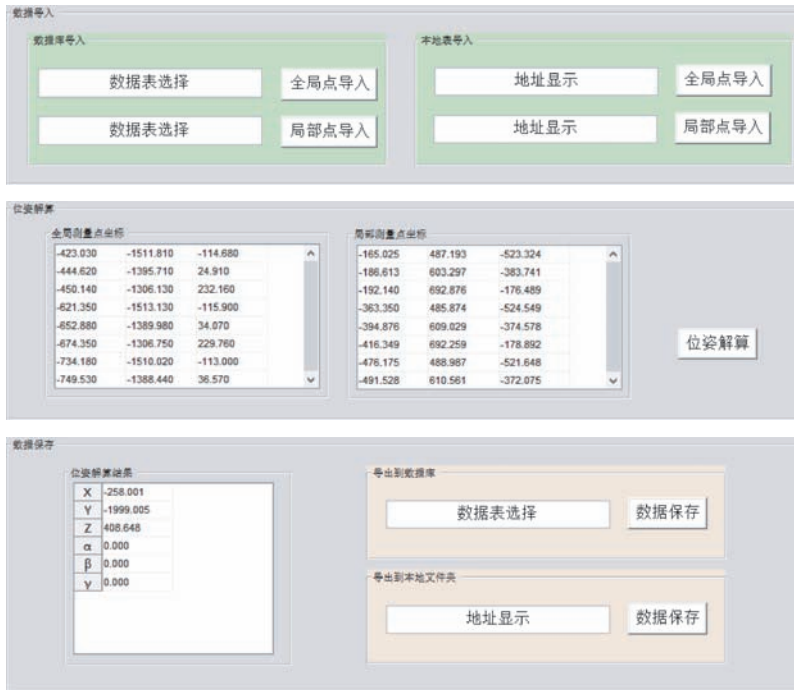 数据导入
数据库导入
数据表选择 全局点导入
数据表选择 局部点导入
本地表导入
地址显示 全局点导入
地址显示 局部点导入
位姿解算
全局测量点坐标
-423.030 -1511.810 -114.680
-444.620 -1395.710 24.910
-450.140 -1306.130 232.160
-621.350 -1513.130 -115.900
-652.880 -1389.980 34.070
-674.350 -1306.750 229.760
-734.180 -1510.020 -113.000
-749.530 -1388.440 36.570
局部测量点坐标
-165.025 487.193 -523.324
-186.613 603.297 -383.741
-192.140 692.876 -176.489
-363.350 485.874 -524.549
-394.876 609.029 -374.578
-416.349 692.259 -178.892
-476.175 488.987 -521.648
-491.528 610.561 -372.075
位姿解算
数据保存
位姿解算结果
X -258.001
Y -1999.005
Z 408.648
α 0.000
β 0.000
γ 0.000
导出到数据库
数据表选择 数据保存
导出到本地文件夹
地址显示 数据保存